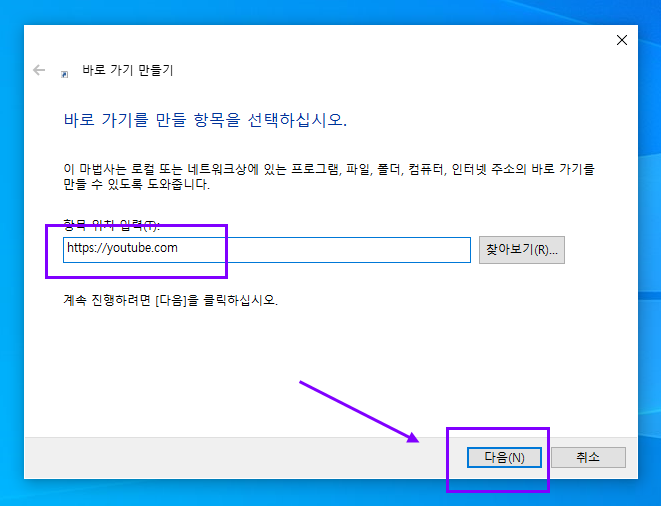 바로 가기 만들기
바로 가기를 만들 항목을 선택하십시오.
이 마법사는 로컬 또는 네트워크상에 있는 프로그램, 파일, 폴더, 컴퓨터, 인터넷 주소의 바로 가기를
만들 수 있도록 도와줍니다.
항목 위치 입력(T):
https://youtube.com
찾아보기(R)...
계속 진행하려면 [다음]을 클릭하십시오.
다음(N)
취소